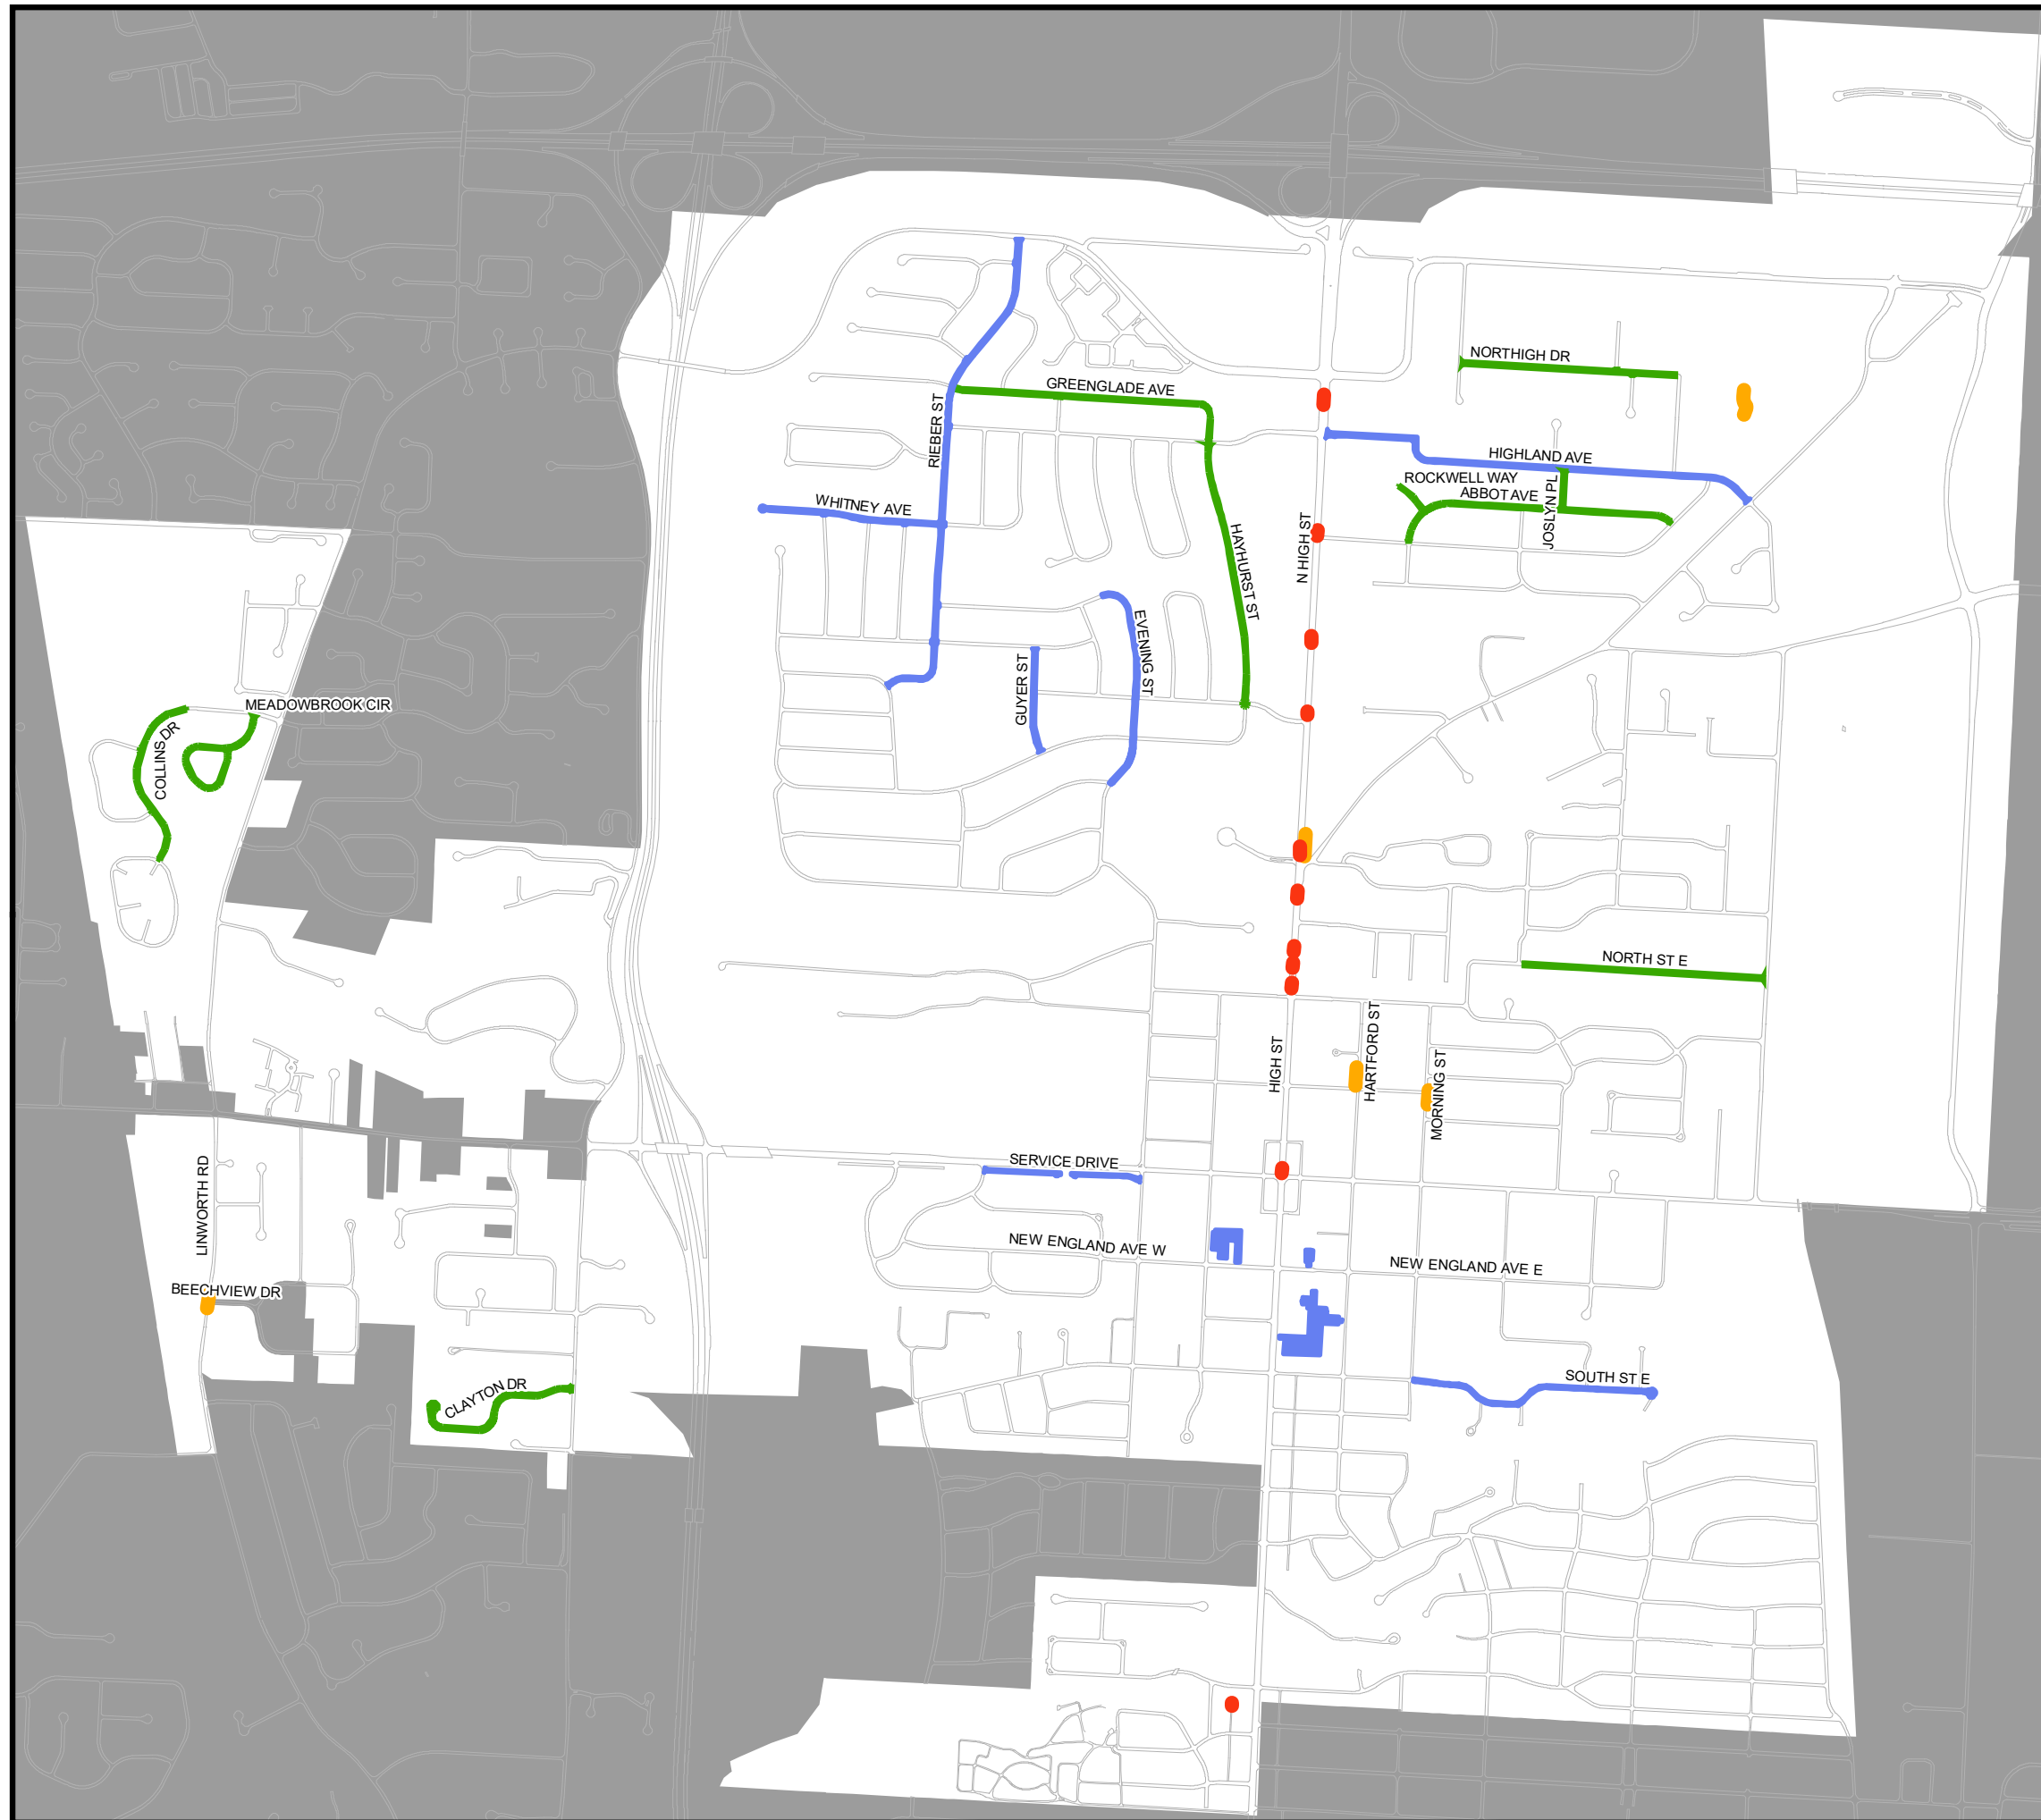 NORTHIGH DR
GREENGLADE AVE
RIEBER ST
HIGHLAND AVE
ROCKWELL WAY
ABBOT AVE
JOSLYN PL
WHITNEY AVE
N HIGH ST
HAYHURST ST
EVENING ST
GUYER ST
MEADOWBROOK CIR
COLLINS DR
NORTH ST E
HARTFORD ST
HIGH ST
MORNING ST
SERVICE DRIVE
LINWORTH RD
NEW ENGLAND AVE W
NEW ENGLAND AVE E
BEECHVIEW DR
SOUTH ST E
CLAYTON DR